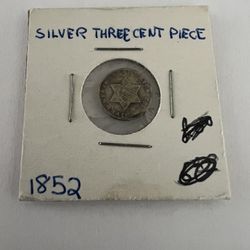 SILVER THREE CENT PIECE
1852